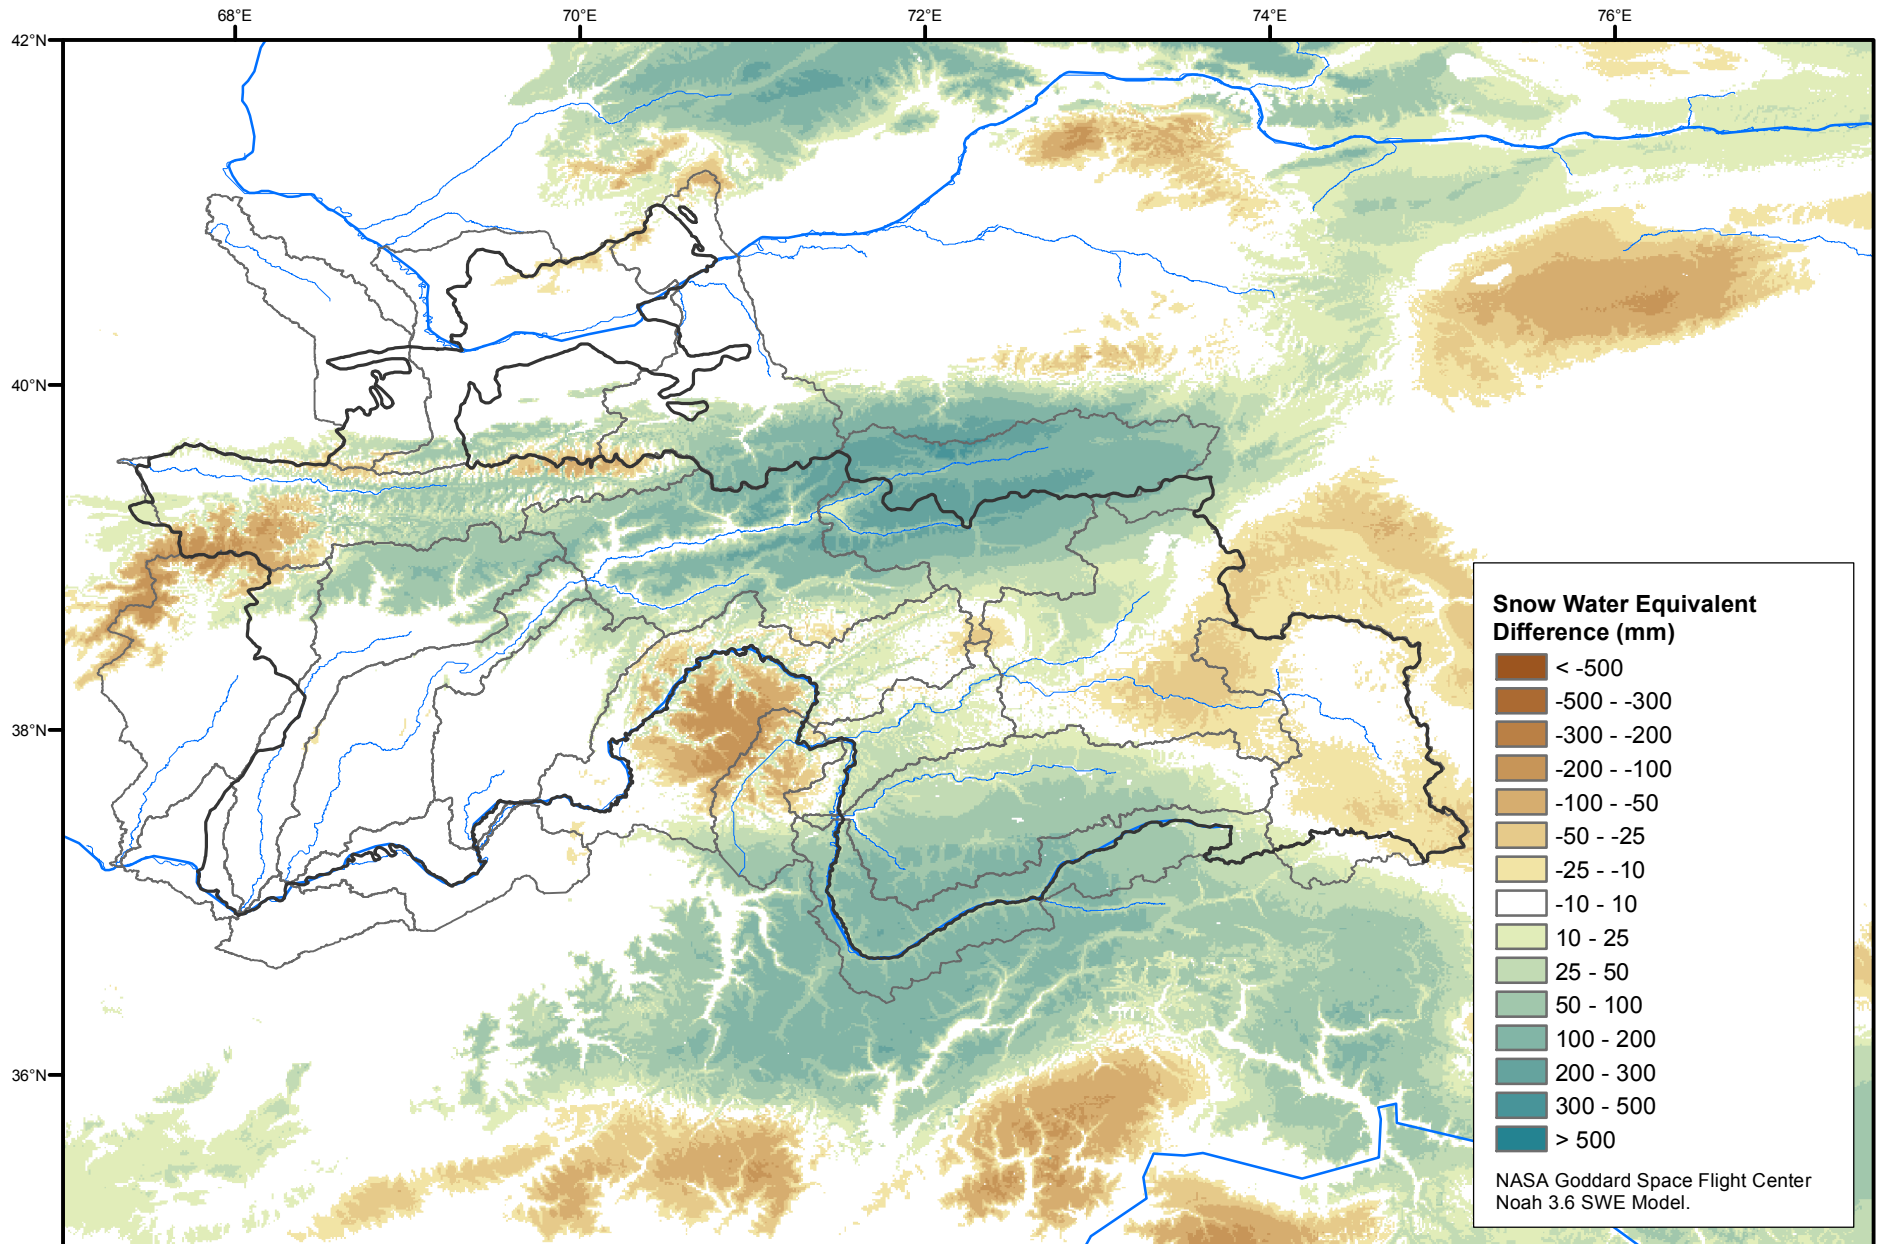 68°E
70°E
72°E
74°E
76°E
42°N
40°N
38°N
36°N
Snow Water Equivalent
Difference (mm)
< -500
-500 - -300
-300 - -200
-200 - -100
-100 - -50
-50 - -25
-25 - -10
-10 - 10
10 - 25
25 - 50
50 - 100
100 - 200
200 - 300
300 - 500
> 500
NASA Goddard Space Flight Center
Noah 3.6 SWE Model.